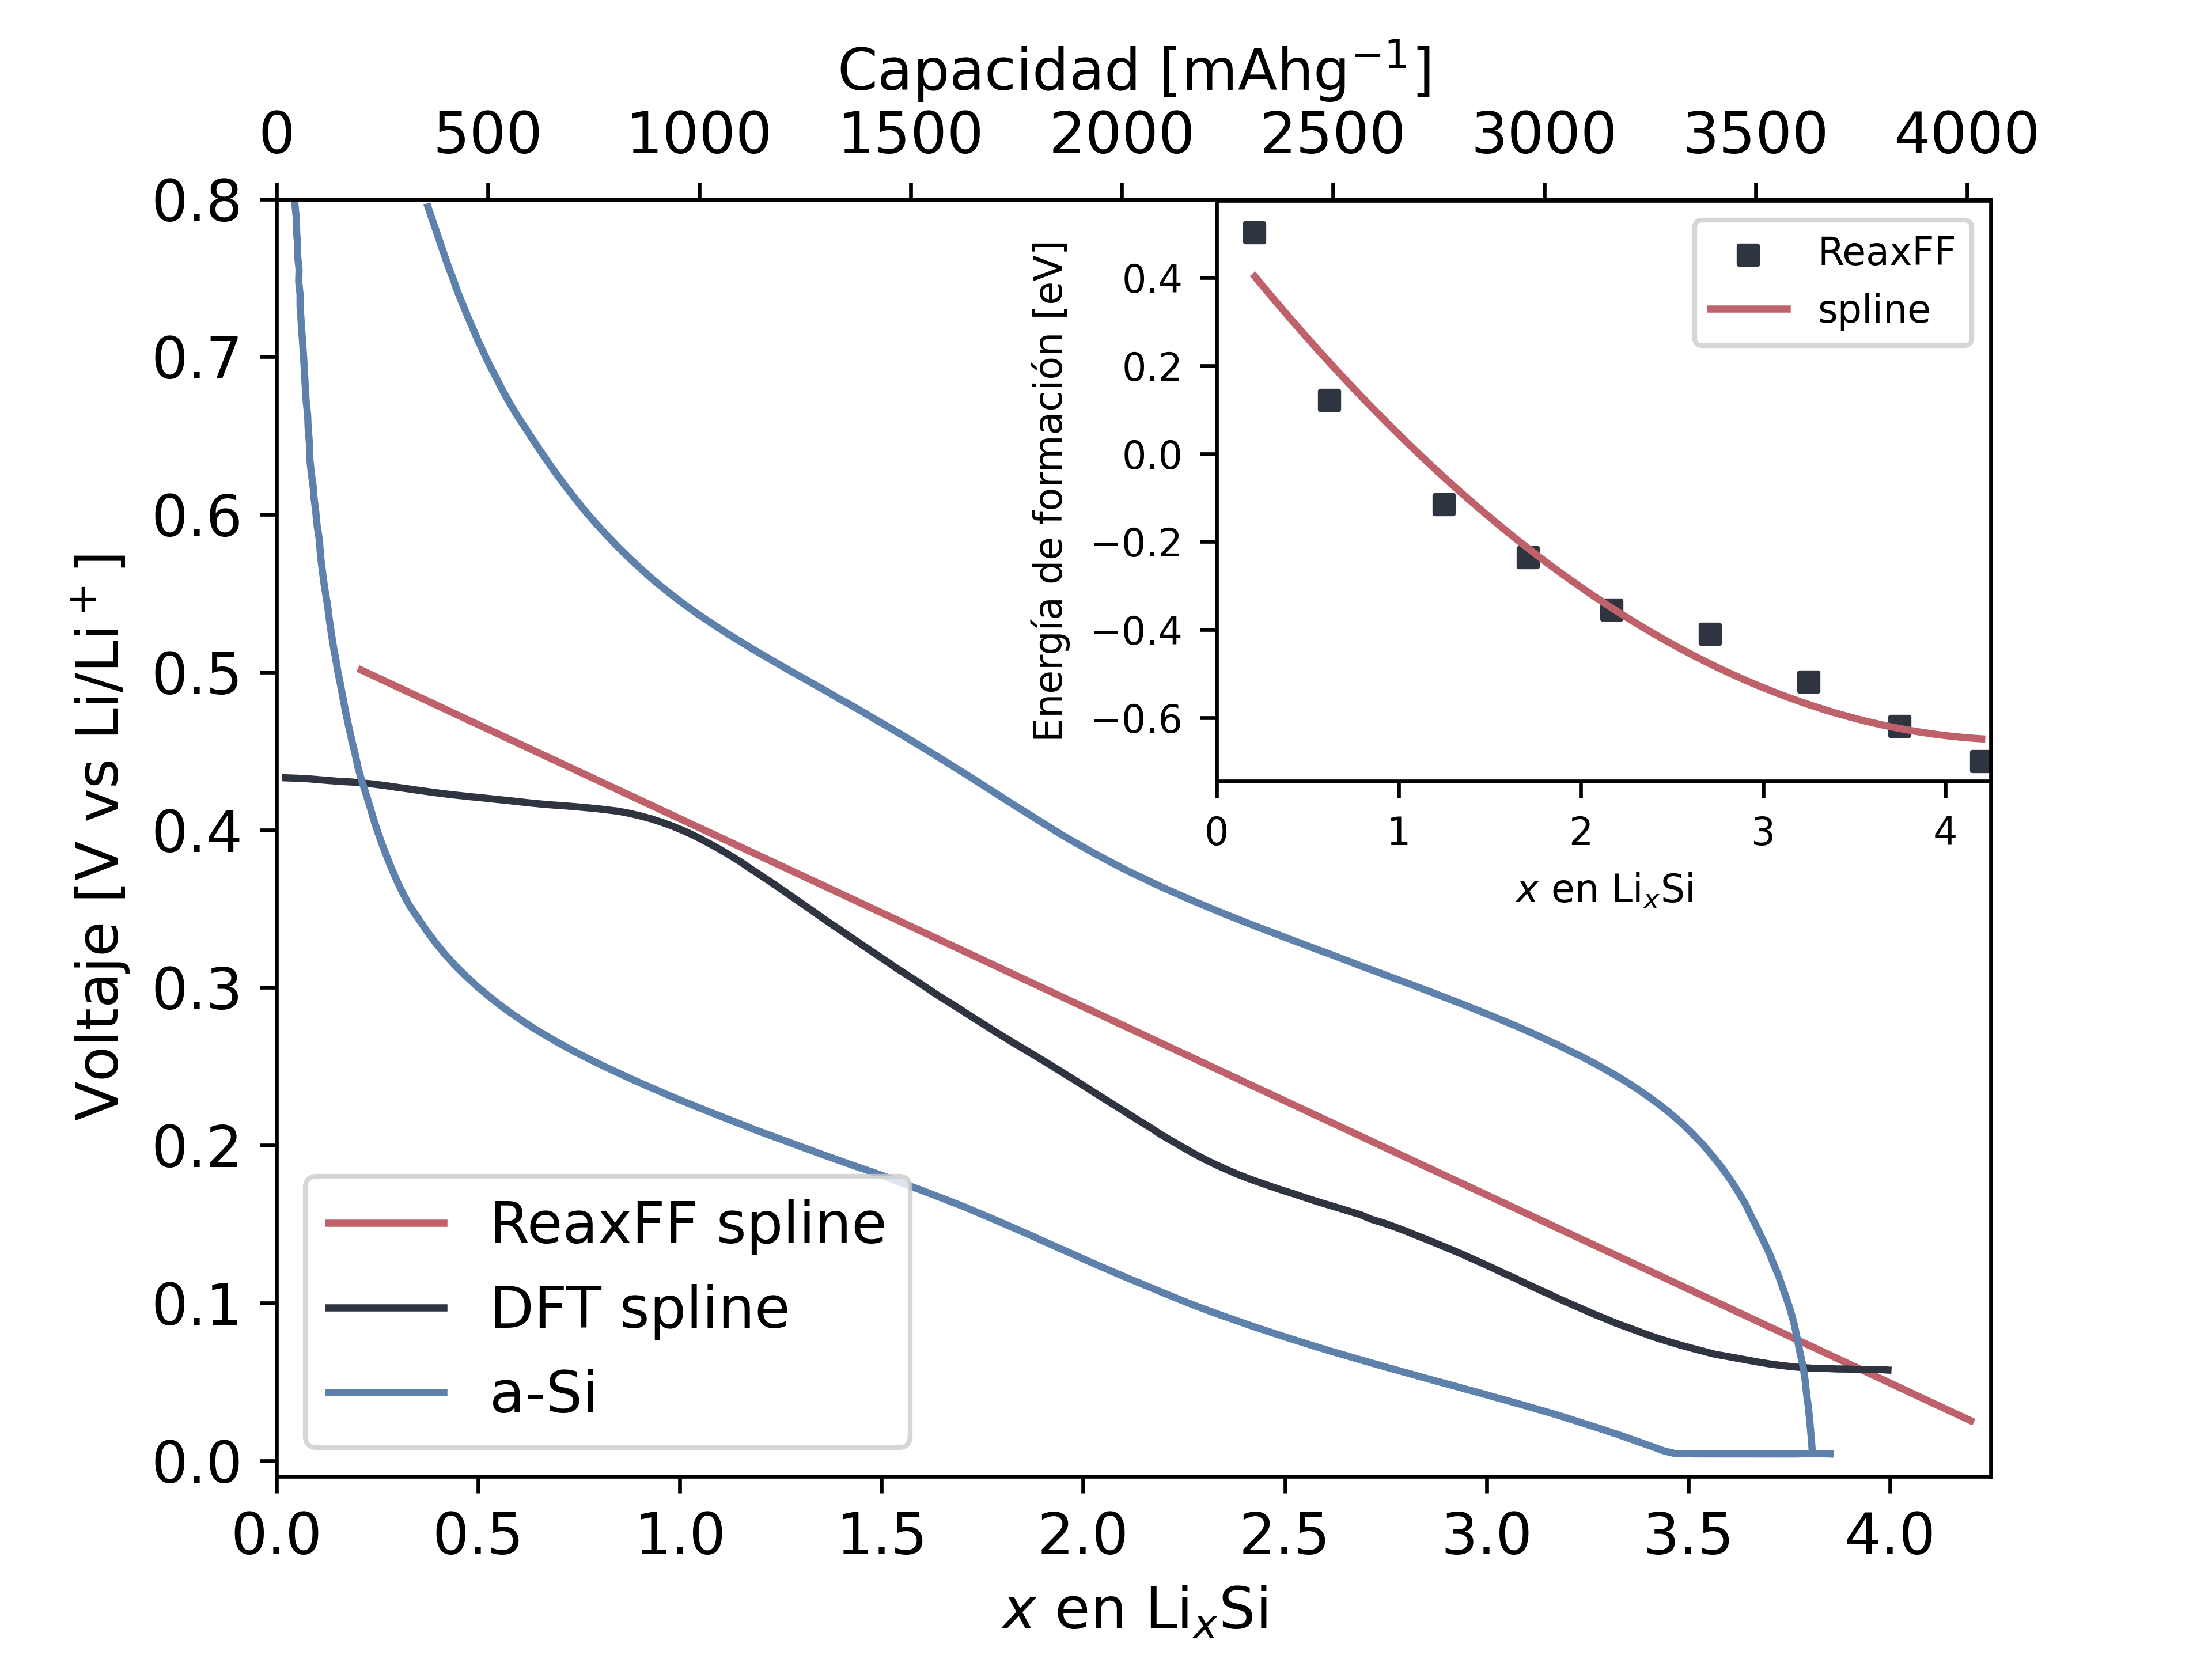 Capacidad [mAhg⁻¹]
0 500 1000 1500 2000 2500 3000 3500 4000
Voltaje [V vs Li/Li⁺]
0.8
0.7
0.6
0.5
0.4
0.3
0.2
0.1
0.0
ReaxFF spline
DFT spline
a-Si
0.0 0.5 1.0 1.5 2.0 2.5 3.0 3.5 4.0
x en LiₓSi
Energía de formación [eV]
0.4
0.2
0.0
−0.2
−0.4
−0.6
ReaxFF
spline
0 1 2 3 4
x en LiₓSi